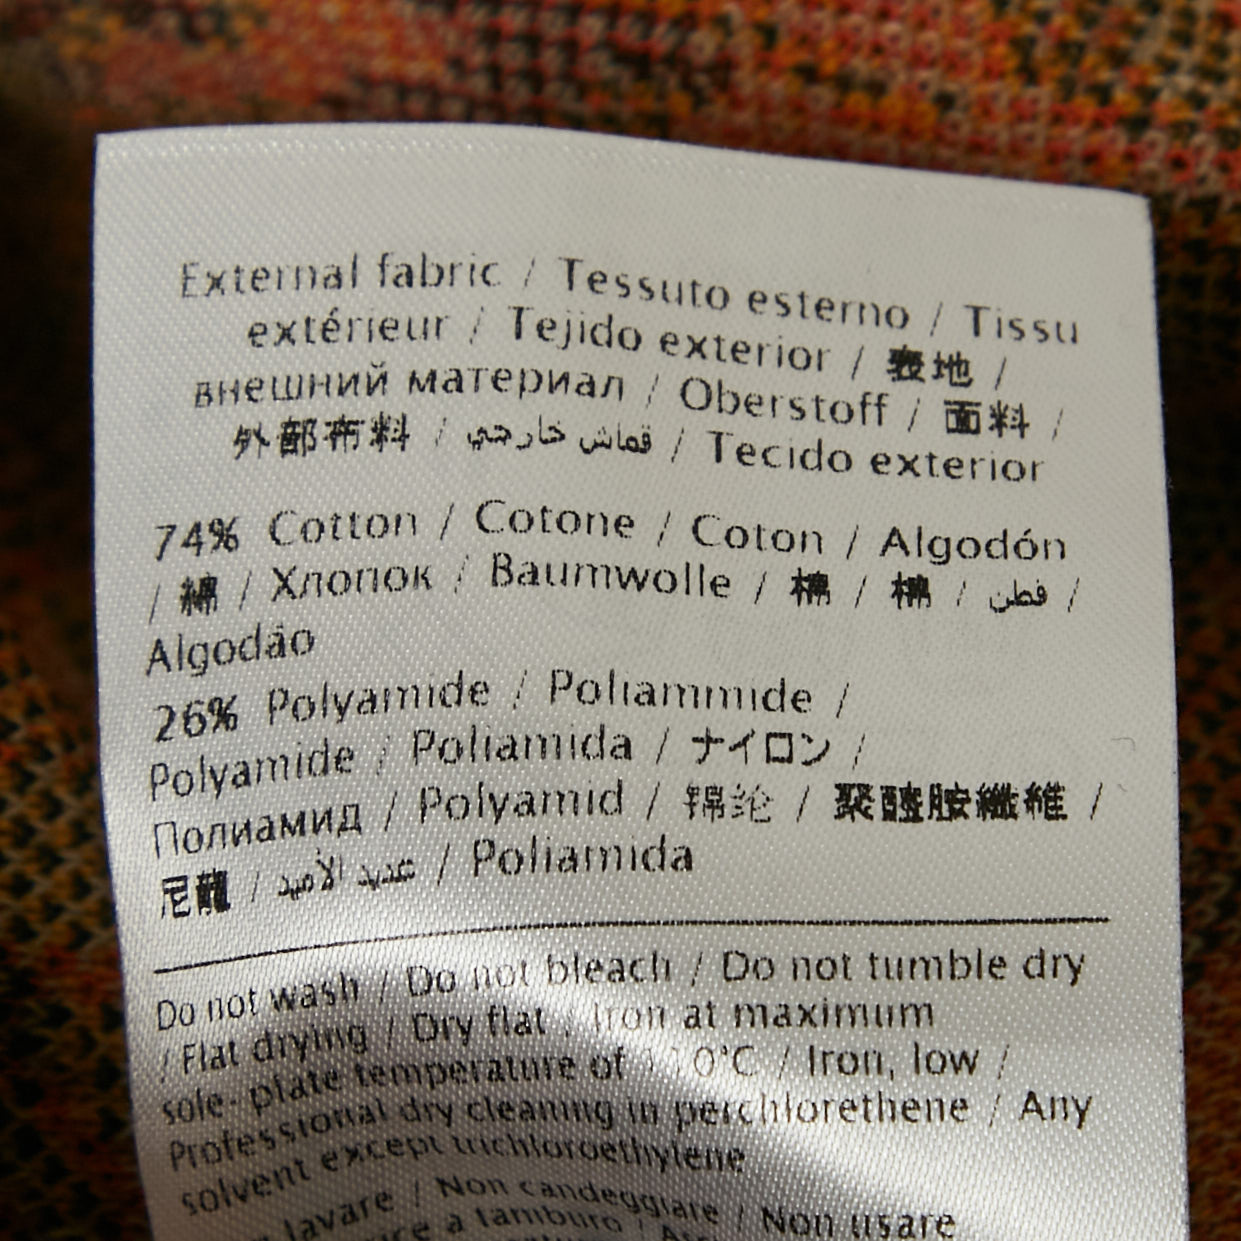 External fabric / Tessuto esterno / Tissu
extérieur / Tejido exterior / 表地 /
внешний материал / Oberstoff / 面料 /
外部布料 / قماش خارجي / Tecido exterior
74% Cotton / Cotone / Coton / Algodón
/ 綿 / Хлопок / Baumwolle / 棉 / 棉 / قطن /
Algodão
26% Polyamide / Poliammide /
Polyamide / Poliamida / ナイロン /
Полиамид / Polyamid / 锦纶 / 聚醯胺纖維 /
尼龍 / عديد الأميد / Poliamida
Do not wash / Do not bleach / Do not tumble dry
/ Flat drying / Dry flat / Iron at maximum
sole-plate temperature of 110°C / Iron, low /
Professional dry cleaning in perchlorethene / Any
solvent except trichloroethylene
lavare / Non candeggiare / Non usare
a tamburo /